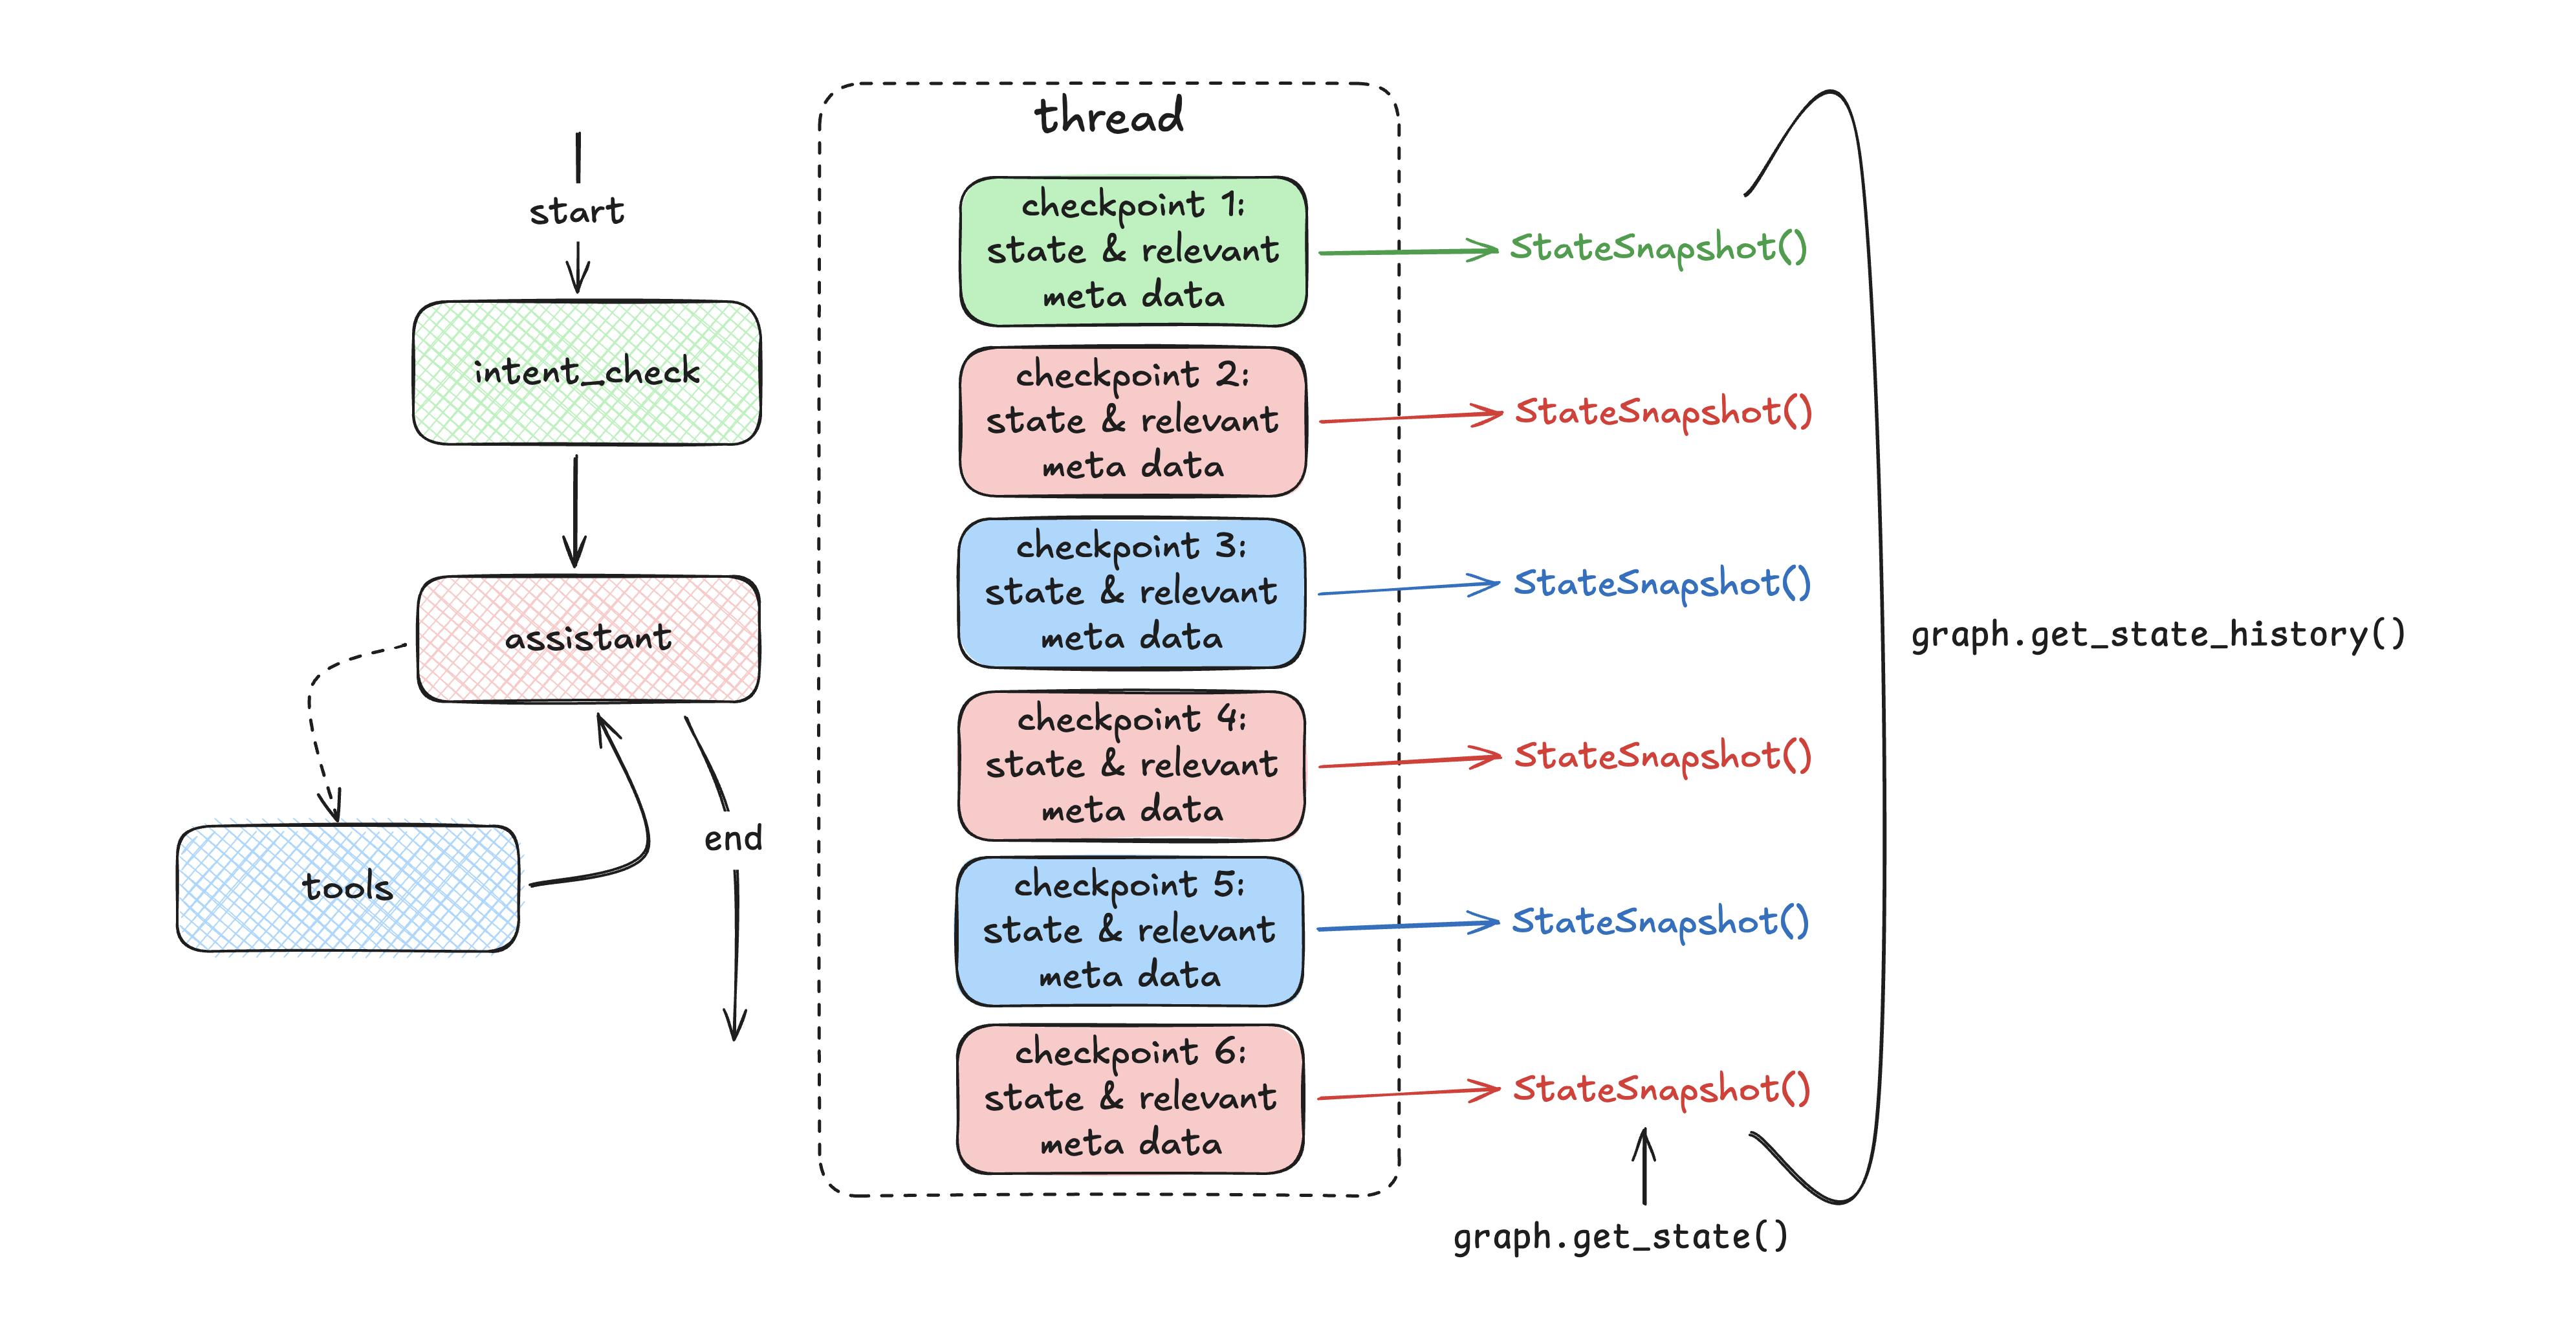 start
intent_check
assistant
tools
end
thread
checkpoint 1:
state & relevant
meta data
checkpoint 2:
state & relevant
meta data
checkpoint 3:
state & relevant
meta data
checkpoint 4:
state & relevant
meta data
checkpoint 5:
state & relevant
meta data
checkpoint 6:
state & relevant
meta data
StateSnapshot()
StateSnapshot()
StateSnapshot()
StateSnapshot()
StateSnapshot()
StateSnapshot()
graph.get_state()
graph.get_state_history()